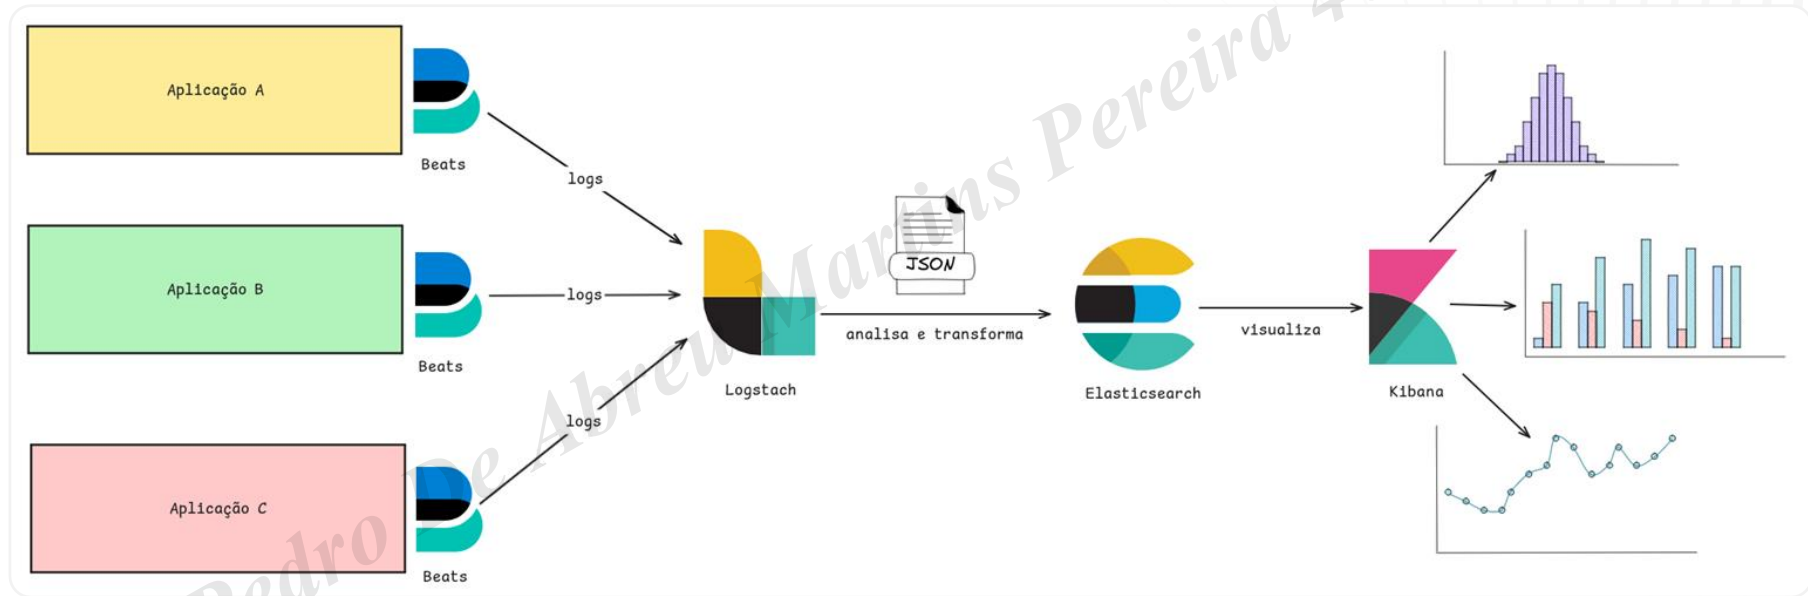 Aplicação A
Beats
logs
Aplicação B
Beats
logs
Aplicação C
Beats
logs
Logstach
JSON
analisa e transforma
Elasticsearch
visualiza
Kibana
Pedro De Abreu Martins Pereira 4